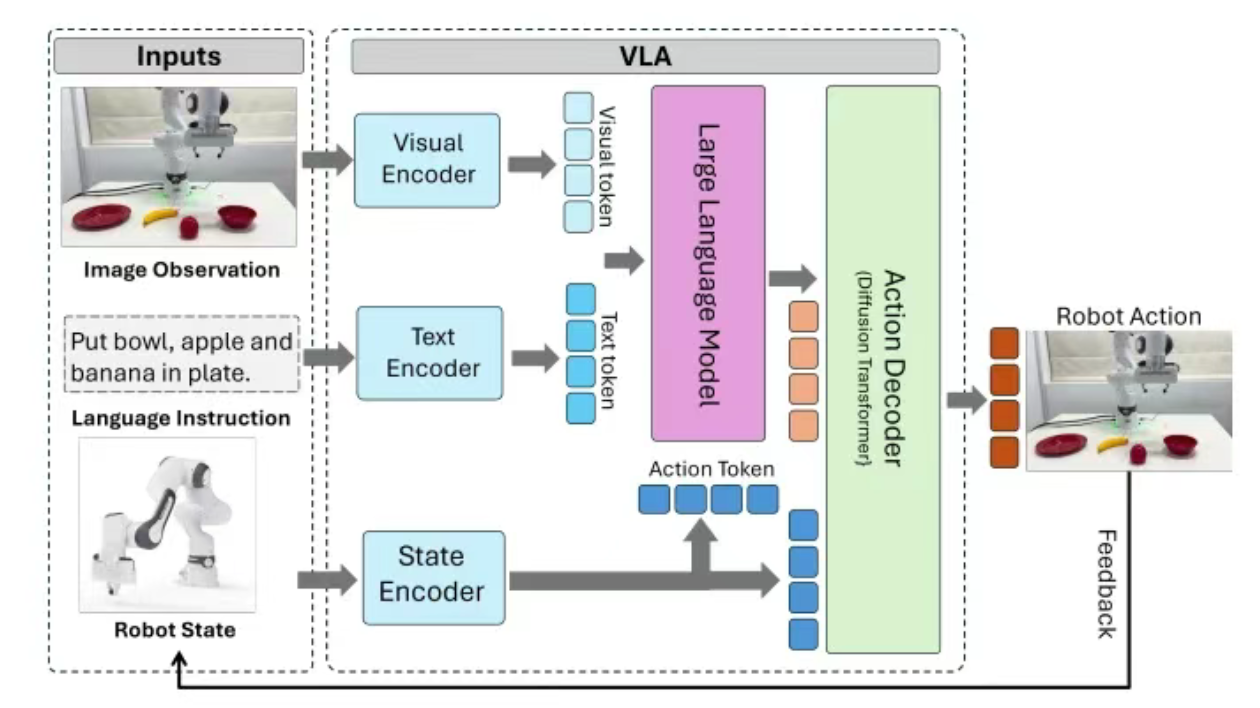 Inputs
VLA
Visual
Encoder
Visual token
Large Language Model
Action Decoder
(Diffusion Transformer}
Image Observation
Put bowl, apple and
banana in plate.
Language Instruction
Text
Encoder
Text token
Robot Action
Action Token
State
Encoder
Robot State
Feedback